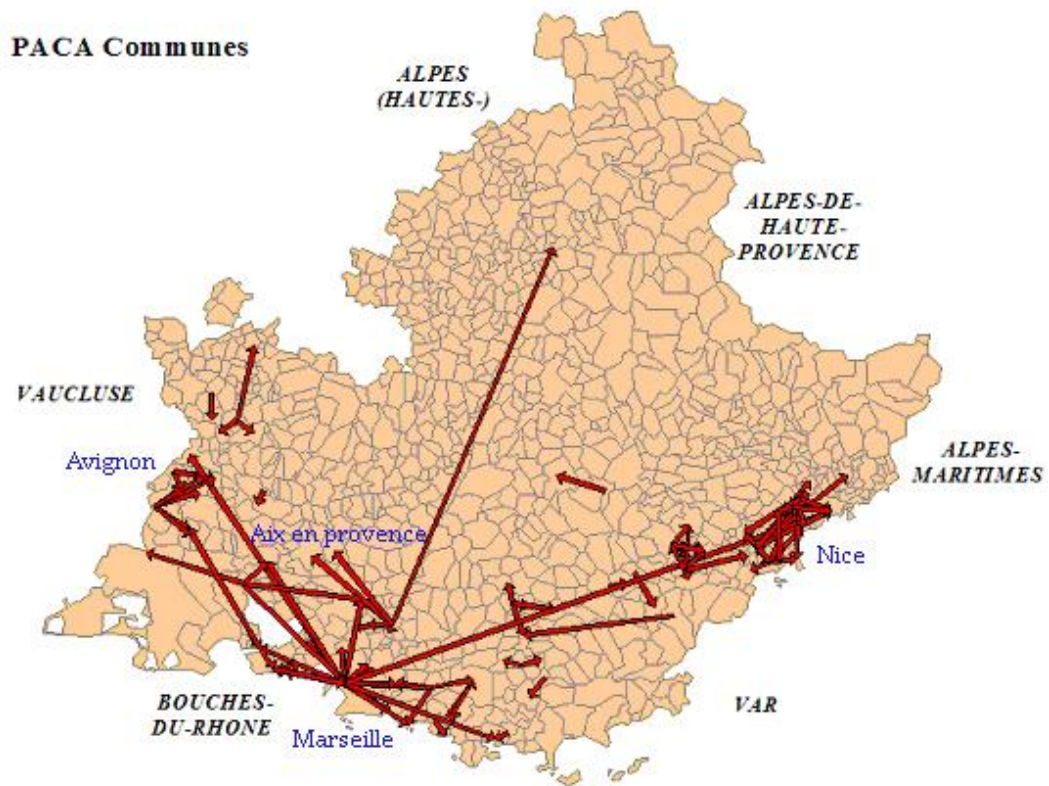 PACA Communes
ALPES
(HAUTES-)
ALPES-DE-
HAUTE-
PROVENCE
VAUCLUSE
Avignon
ALPES-
MARITIMES
Aix en provence
Nice
BOUCHES-
DU-RHONE
VAR
Marseille